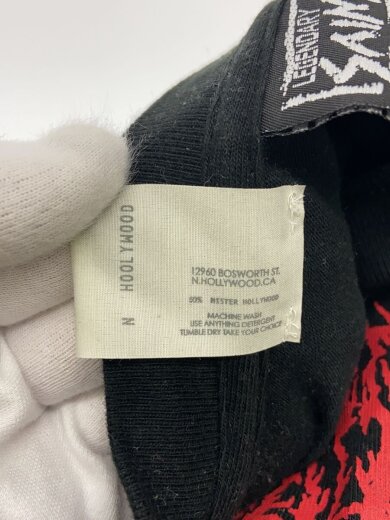 LEGENDARY
SAIN
N HOOLYWOOD
12960 BOSWORTH ST.
N.HOLLYWOOD.CA
50% MISTER HOLLYWOOD
MACHINE WASH
USE ANYTHING DETERGENT
TUMBLE DRY TAKE YOUR CHOICE